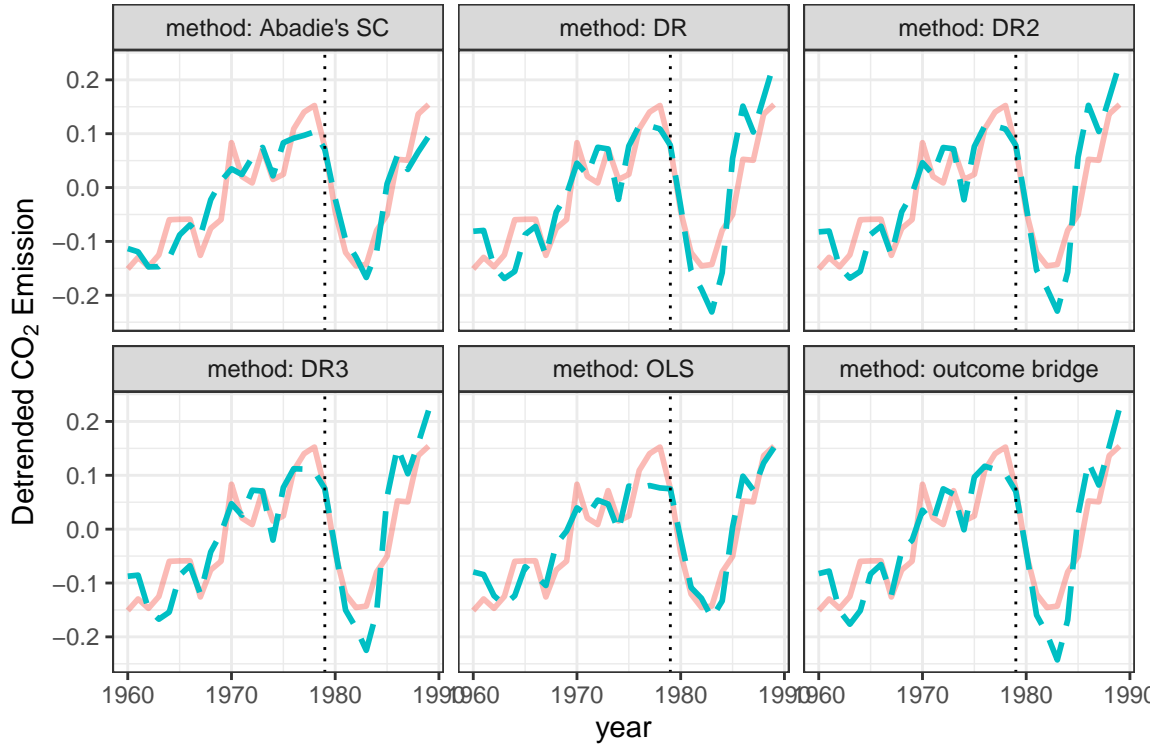 method: Abadie's SC
method: DR
method: DR2
0.2
0.1
0.0
−0.1
−0.2
method: DR3
method: OLS
method: outcome bridge
0.2
0.1
0.0
−0.1
−0.2
1960 1970 1980 1990
1960 1970 1980 1990
1960 1970 1980 1990
year
Detrended CO₂ Emission